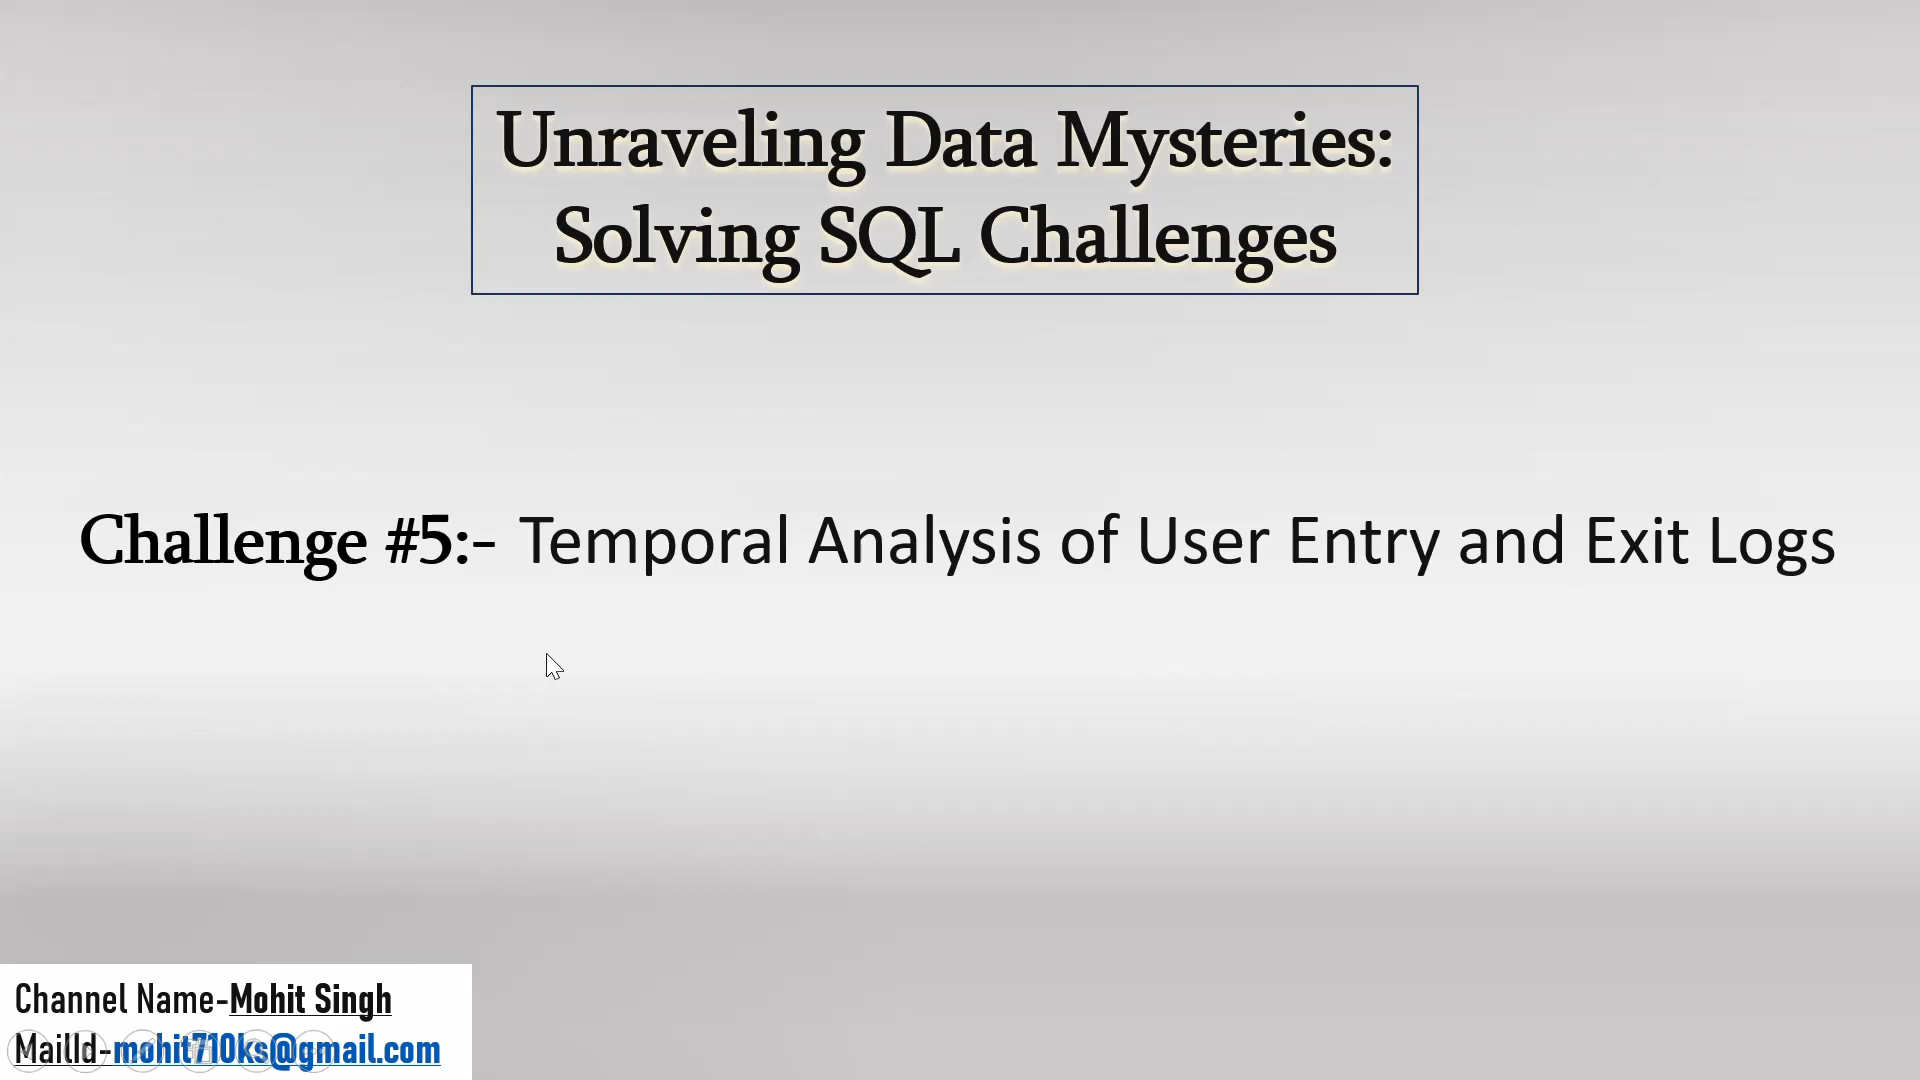 Unraveling Data Mysteries:
Solving SQL Challenges
Challenge #5:- Temporal Analysis of User Entry and Exit Logs
Channel Name-Mohit Singh
MailId-mohit710ks@gmail.com